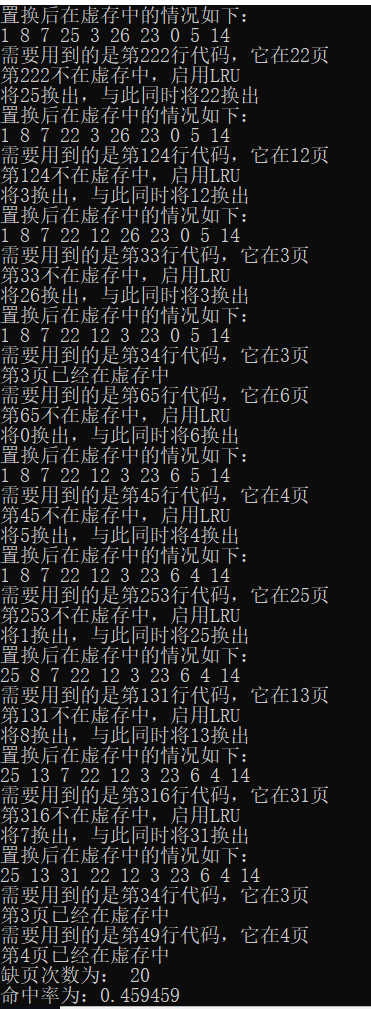 置换后在虚存中的情况如下：
1 8 7 25 3 26 23 0 5 14
需要用到的是第222行代码，它在22页
第222不在虚存中，启用LRU
将25换出，与此同时将22换出
置换后在虚存中的情况如下：
1 8 7 22 3 26 23 0 5 14
需要用到的是第124行代码，它在12页
第124不在虚存中，启用LRU
将3换出，与此同时将12换出
置换后在虚存中的情况如下：
1 8 7 22 12 26 23 0 5 14
需要用到的是第33行代码，它在3页
第33不在虚存中，启用LRU
将26换出，与此同时将3换出
置换后在虚存中的情况如下：
1 8 7 22 12 3 23 0 5 14
需要用到的是第34行代码，它在3页
第3页已经在虚存中
需要用到的是第65行代码，它在6页
第65不在虚存中，启用LRU
将0换出，与此同时将6换出
置换后在虚存中的情况如下：
1 8 7 22 12 3 23 6 5 14
需要用到的是第45行代码，它在4页
第45不在虚存中，启用LRU
将5换出，与此同时将4换出
置换后在虚存中的情况如下：
1 8 7 22 12 3 23 6 4 14
需要用到的是第253行代码，它在25页
第253不在虚存中，启用LRU
将1换出，与此同时将25换出
置换后在虚存中的情况如下：
25 8 7 22 12 3 23 6 4 14
需要用到的是第131行代码，它在13页
第131不在虚存中，启用LRU
将8换出，与此同时将13换出
置换后在虚存中的情况如下：
25 13 7 22 12 3 23 6 4 14
需要用到的是第316行代码，它在31页
第316不在虚存中，启用LRU
将7换出，与此同时将31换出
置换后在虚存中的情况如下：
25 13 31 22 12 3 23 6 4 14
需要用到的是第34行代码，它在3页
第3页已经在虚存中
需要用到的是第49行代码，它在4页
第4页已经在虚存中
缺页次数为： 20
命中率为：0.459459